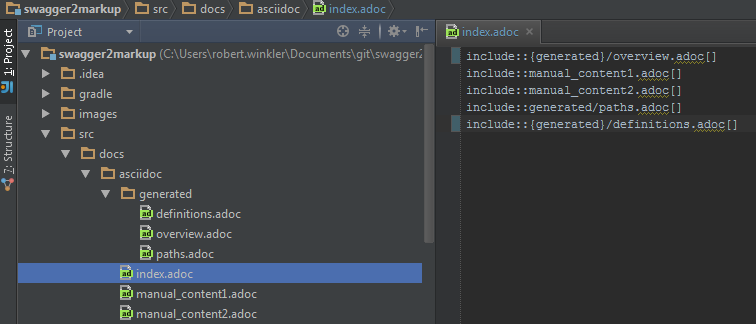 swagger2markup src docs asciidoc index.adoc
1: Project
7: Structure
Project
swagger2markup (C:\Users\robert.winkler\Documents\git\swagger2
.idea
gradle
images
src
docs
asciidoc
generated
definitions.adoc
overview.adoc
paths.adoc
index.adoc
manual_content1.adoc
manual_content2.adoc
index.adoc
include::{generated}/overview.adoc[]
include::manual_content1.adoc[]
include::manual_content2.adoc[]
include::generated/paths.adoc[]
include::{generated}/definitions.adoc[]